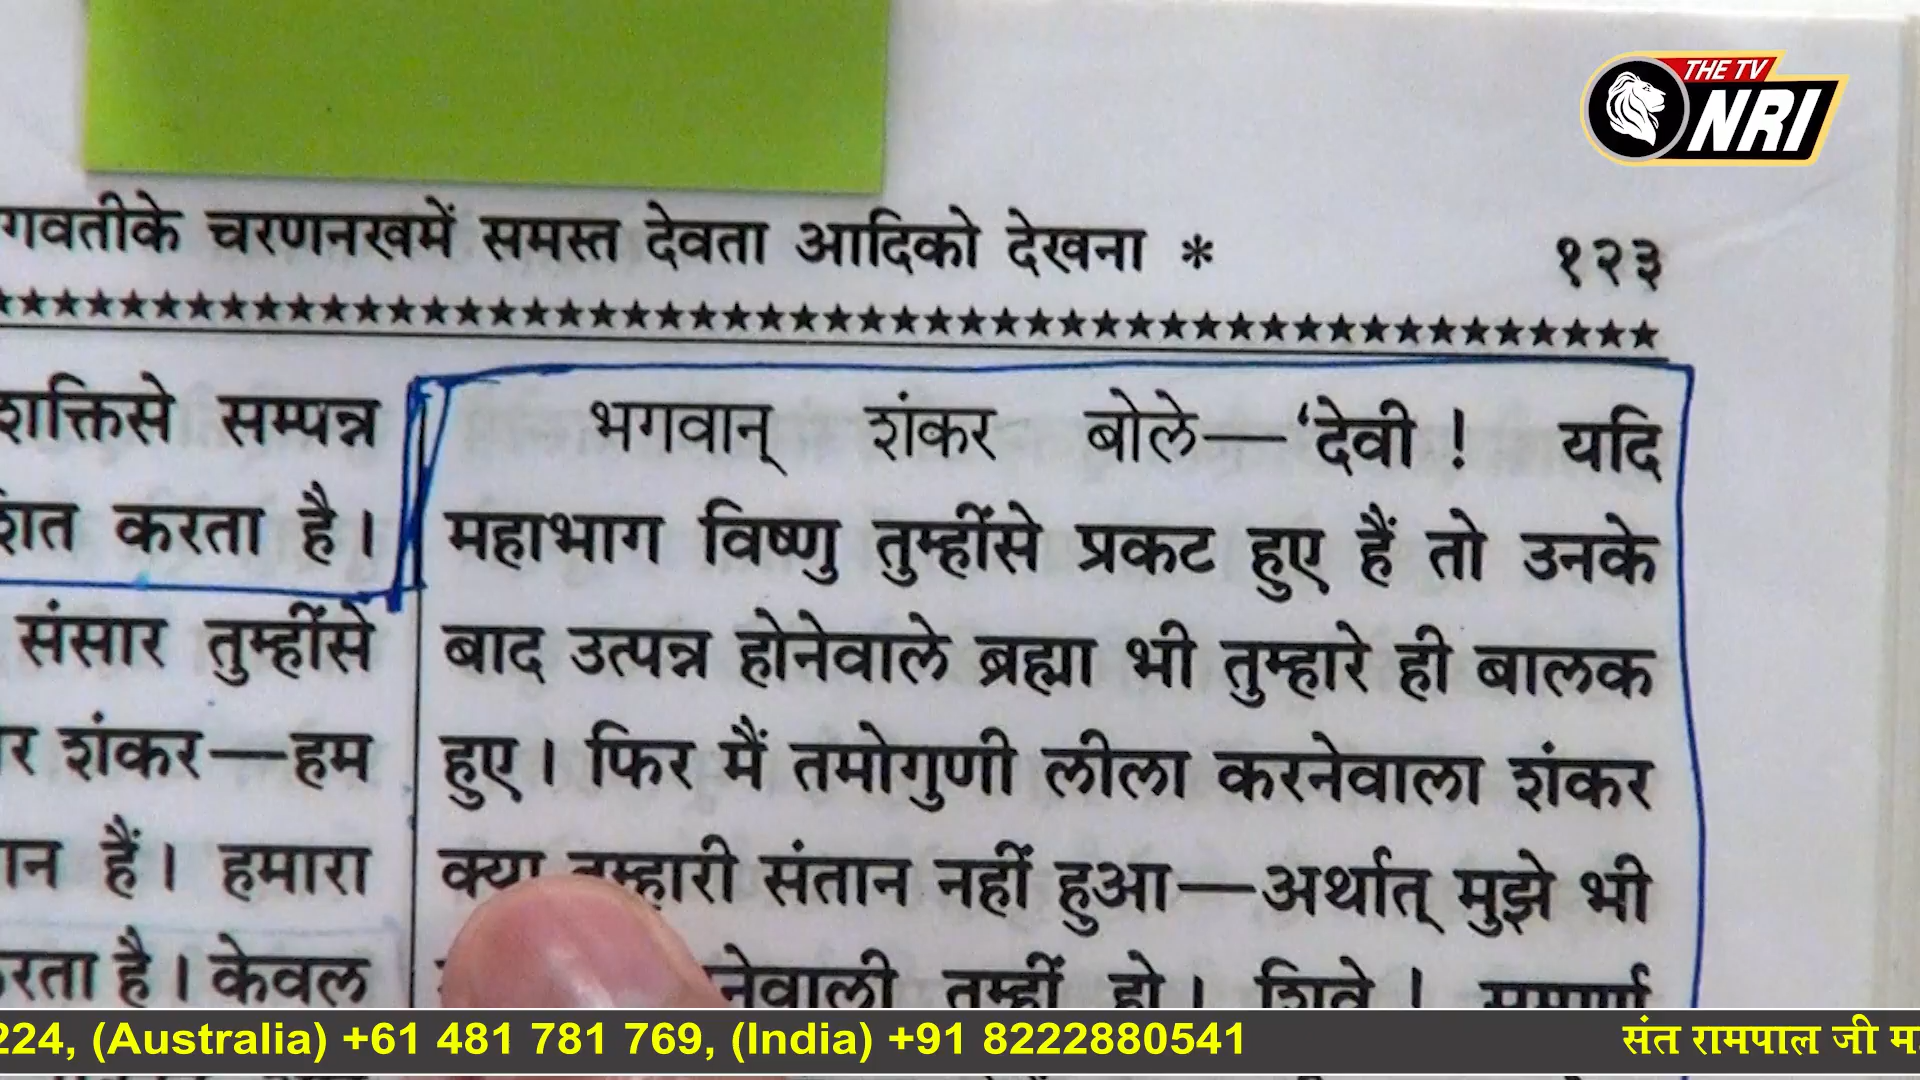 THE TV
NRI
गवतीके चरणनखमें समस्त देवता आदिको देखना * १२३
★★★★★★★★★★★★★★★★★★★★★★★★★★★★★★★★★★★★★★★★★★★★★★★★★★★
शक्तिसे सम्पन्न
शित करता है।
संसार तुम्हींसे
र शंकर—हम
ान हैं। हमारा
रता है। केवल
भगवान् शंकर बोले—‘देवी! यदि
महाभाग विष्णु तुम्हींसे प्रकट हुए हैं तो उनके
बाद उत्पन्न होनेवाले ब्रह्मा भी तुम्हारे ही बालक
हुए। फिर मैं तमोगुणी लीला करनेवाला शंकर
क्या तुम्हारी संतान नहीं हुआ—अर्थात् मुझे भी
नेवाली तुम्हीं हो। शिवे! सम्पूर्ण
224, (Australia) +61 481 781 769, (India) +91 8222880541 संत रामपाल जी म